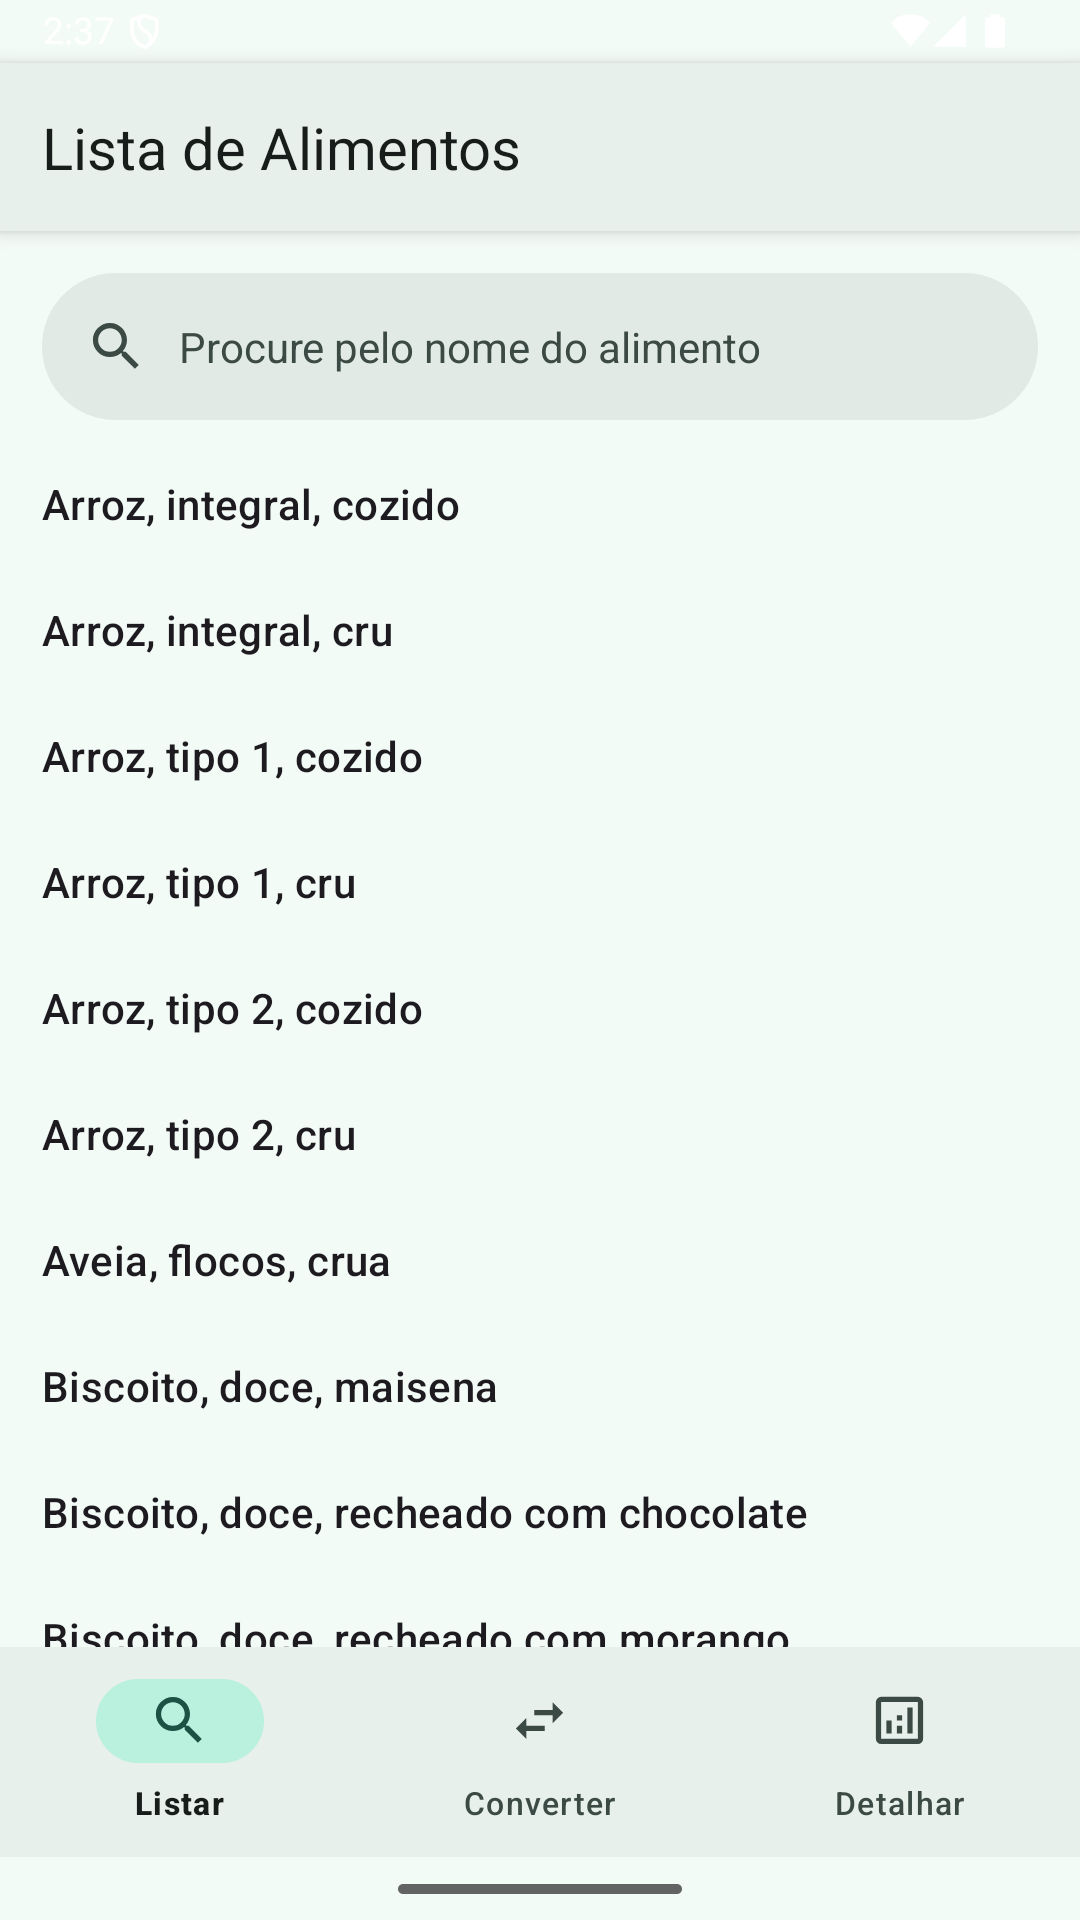 2:37
Lista de Alimentos
Procure pelo nome do alimento
Arroz, integral, cozido
Arroz, integral, cru
Arroz, tipo 1, cozido
Arroz, tipo 1, cru
Arroz, tipo 2, cozido
Arroz, tipo 2, cru
Aveia, flocos, crua
Biscoito, doce, maisena
Biscoito, doce, recheado com chocolate
Biscoito, doce, recheado com morango
Listar
Converter
Detalhar